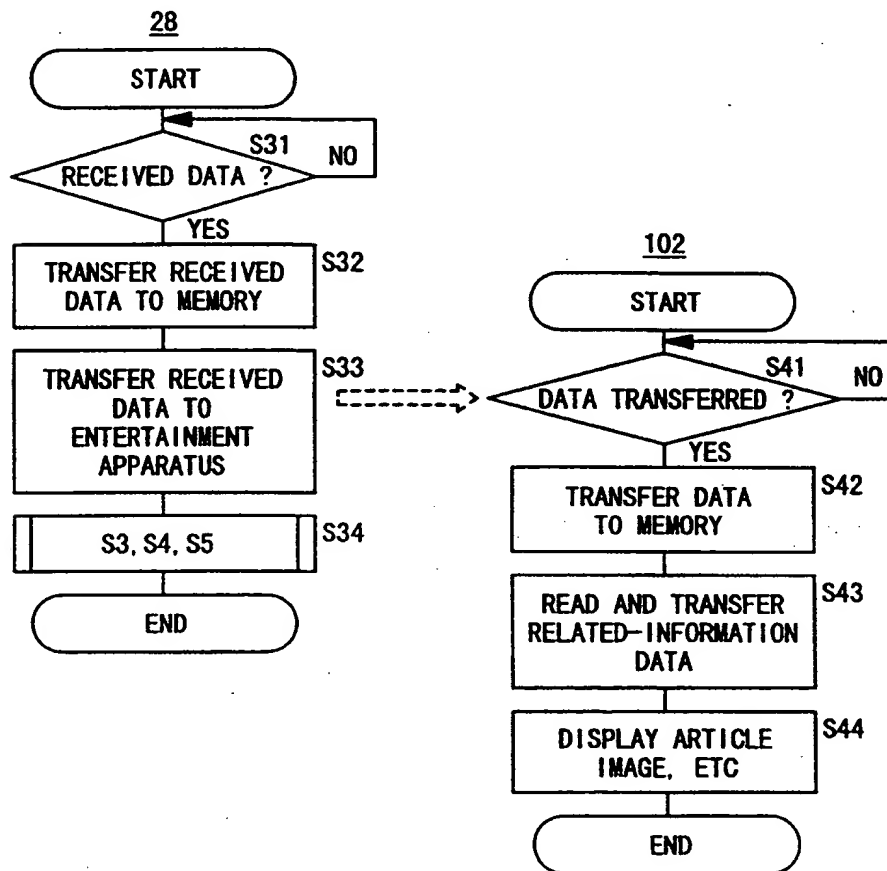 28
START
S31
NO
RECEIVED DATA ?
YES
S32
TRANSFER RECEIVED
DATA TO MEMORY
S33
TRANSFER RECEIVED
DATA TO
ENTERTAINMENT
APPARATUS
S3, S4, S5
S34
END
102
START
S41
NO
DATA TRANSFERRED ?
YES
S42
TRANSFER DATA
TO MEMORY
S43
READ AND TRANSFER
RELATED-INFORMATION
DATA
S44
DISPLAY ARTICLE
IMAGE, ETC
END